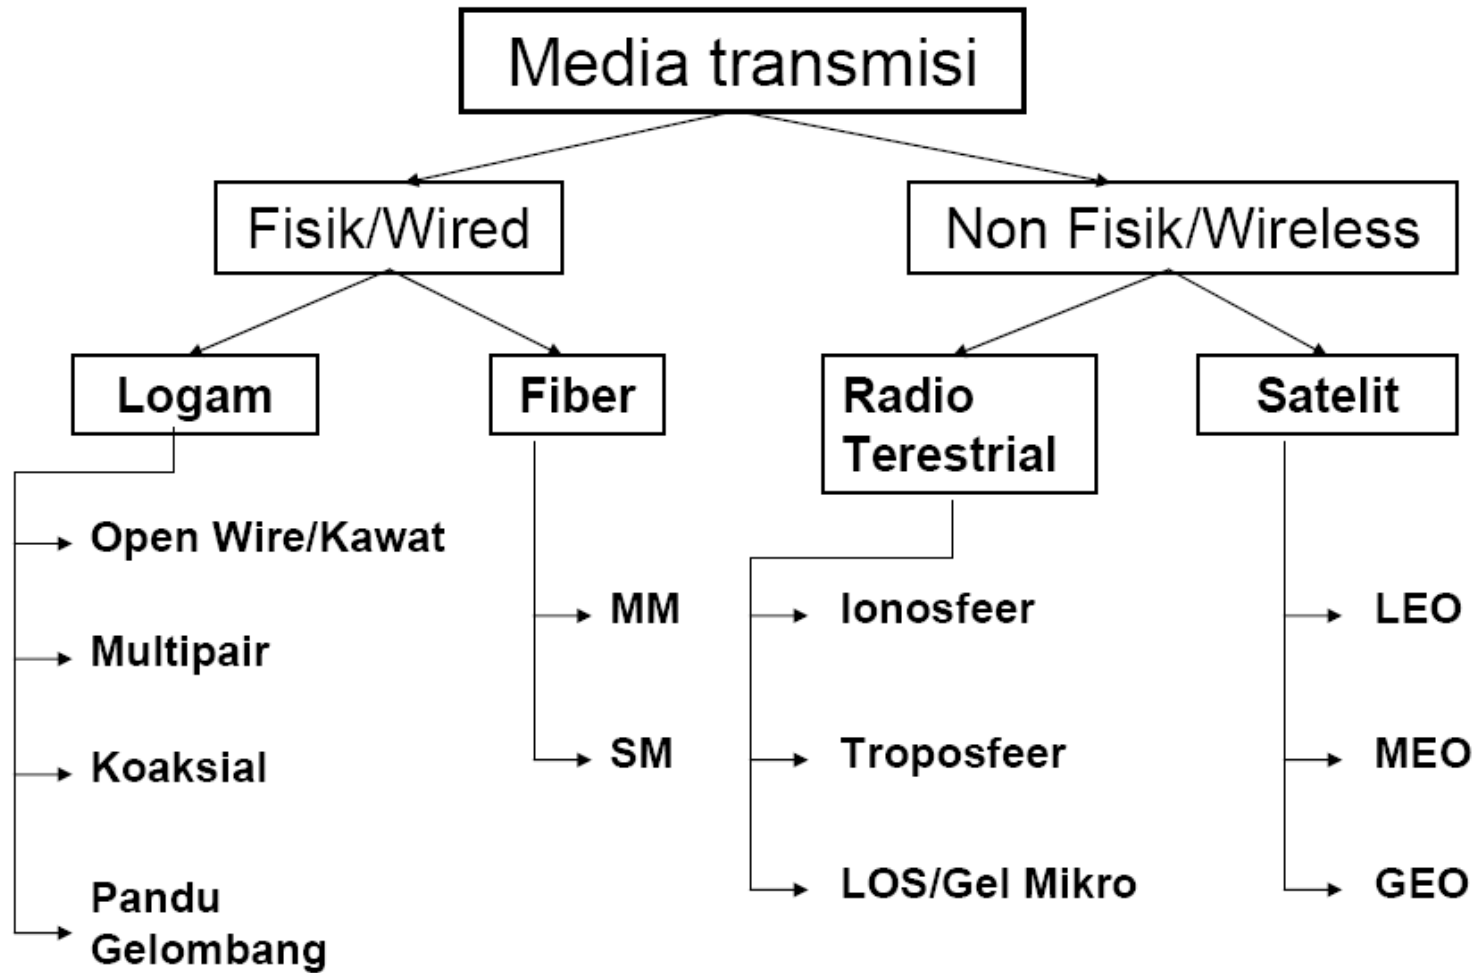 Media transmisi
Fisik/Wired
Non Fisik/Wireless
Logam
Fiber
Radio
Terestrial
Satelit
Open Wire/Kawat
Multipair
Koaksial
Pandu
Gelombang
MM
SM
Ionosfeer
Troposfeer
LOS/Gel Mikro
LEO
MEO
GEO